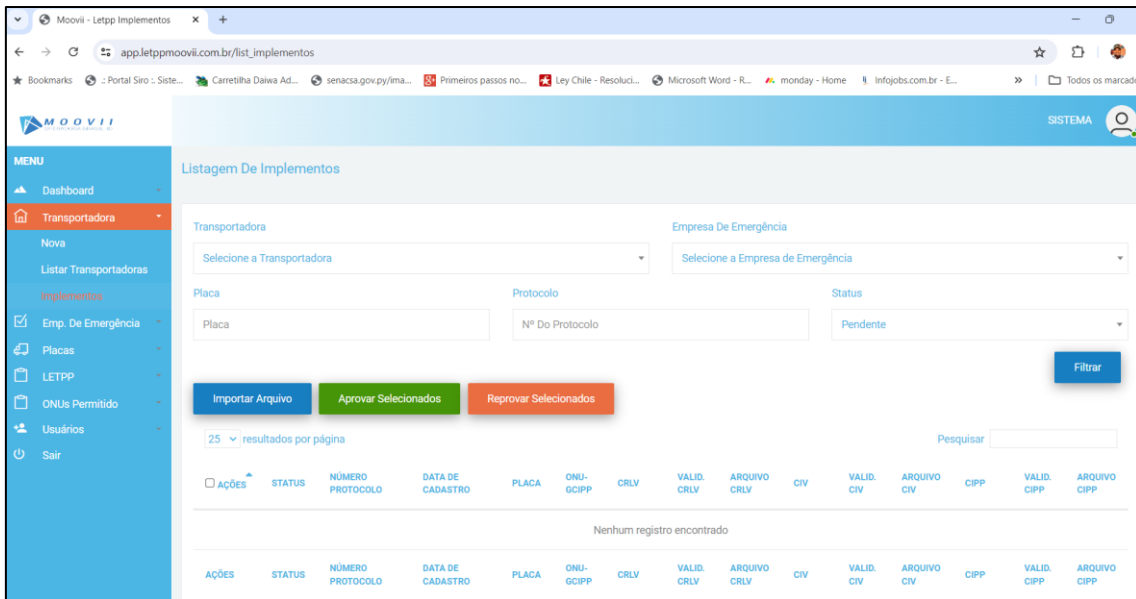 Moovii - Letpp Implementos
app.letppmoovii.com.br/list_implementos
Bookmarks .: Portal Siro :. Siste... Carretilha Daiwa Ad... senacsa.gov.py/ima... Primeiros passos no... Ley Chile - Resoluci... Microsoft Word - R... monday - Home Infojobs.com.br - E... » Todos os marcad
MOOVII
SISTEMA
MENU
Dashboard
Transportadora
Nova
Listar Transportadoras
Implementos
Emp. De Emergência
Placas
LETPP
ONUs Permitido
Usuários
Sair
Listagem De Implementos
Transportadora Empresa De Emergência
Selecione a Transportadora Selecione a Empresa de Emergência
Placa Protocolo Status
Placa Nº Do Protocolo Pendente
Filtrar
Importar Arquivo Aprovar Selecionados Reprovar Selecionados
25 resultados por página Pesquisar
AÇÕES STATUS NÚMERO PROTOCOLO DATA DE CADASTRO PLACA ONU-GCIPP CRLV VALID. CRLV ARQUIVO CRLV CIV VALID. CIV ARQUIVO CIV CIPP VALID. CIPP ARQUIVO CIPP
Nenhum registro encontrado
AÇÕES STATUS NÚMERO PROTOCOLO DATA DE CADASTRO PLACA ONU-GCIPP CRLV VALID. CRLV ARQUIVO CRLV CIV VALID. CIV ARQUIVO CIV CIPP VALID. CIPP ARQUIVO CIPP